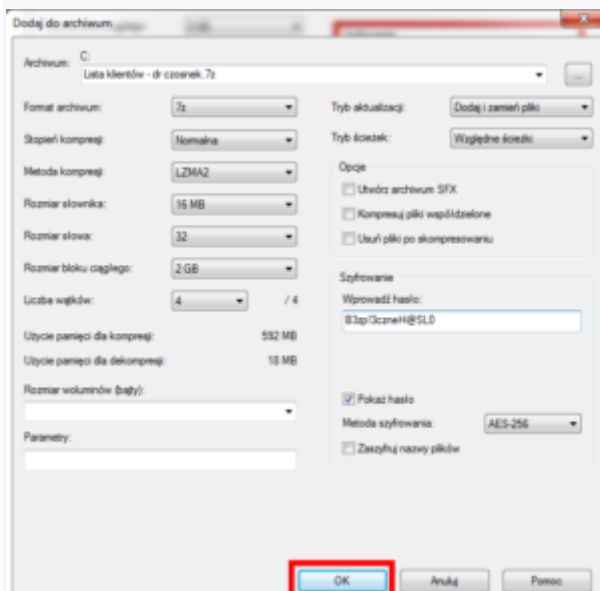 Dodaj do archiwum
Archiwum: C:
Lista klientów - dr czosnek.7z
...
Format archiwum: 7z
Stopień kompresji: Normalna
Metoda kompresji: LZMA2
Rozmiar słownika: 16 MB
Rozmiar słowa: 32
Rozmiar bloku ciągłego: 2 GB
Liczba wątków: 4 / 4
Użycie pamięci dla kompresji: 592 MB
Użycie pamięci dla dekompresji: 18 MB
Rozmiar woluminów (bajty):
Parametry:
Tryb aktualizacji: Dodaj i zamień pliki
Tryb ścieżek: Względne ścieżki
Opcje
Utwórz archiwum SFX
Kompresuj pliki współdzielone
Usuń pliki po skompresowaniu
Szyfrowanie
Wprowadź hasło:
Pokaż hasło
Metoda szyfrowania: AES-256
Zaszyfruj nazwy plików
OK Anuluj Pomoc